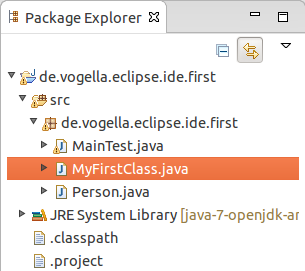 Package Explorer
de.vogella.eclipse.ide.first
src
de.vogella.eclipse.ide.first
MainTest.java
MyFirstClass.java
Person.java
JRE System Library [java-7-openjdk-an
.classpath
.project